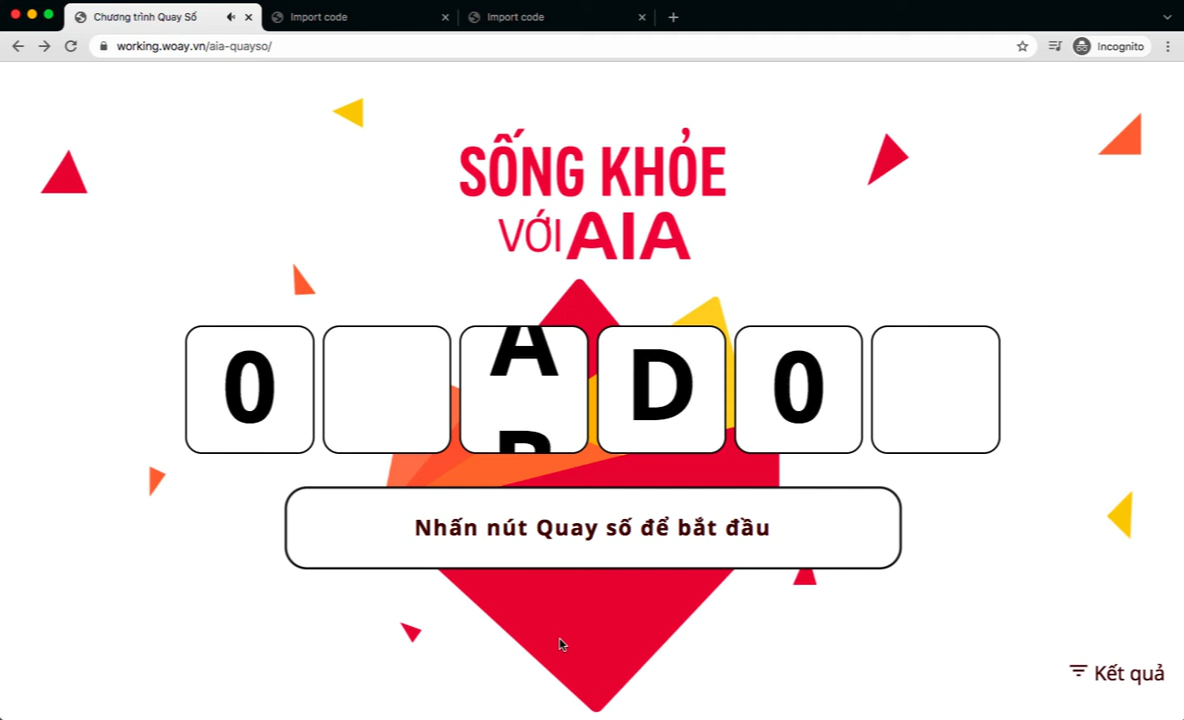 Chương trình Quay Số
Import code
Import code
working.woay.vn/aia-quayso/
Incognito
SỐNG KHỎE
VỚI AIA
0 A D 0
Nhấn nút Quay số để bắt đầu
Kết quả